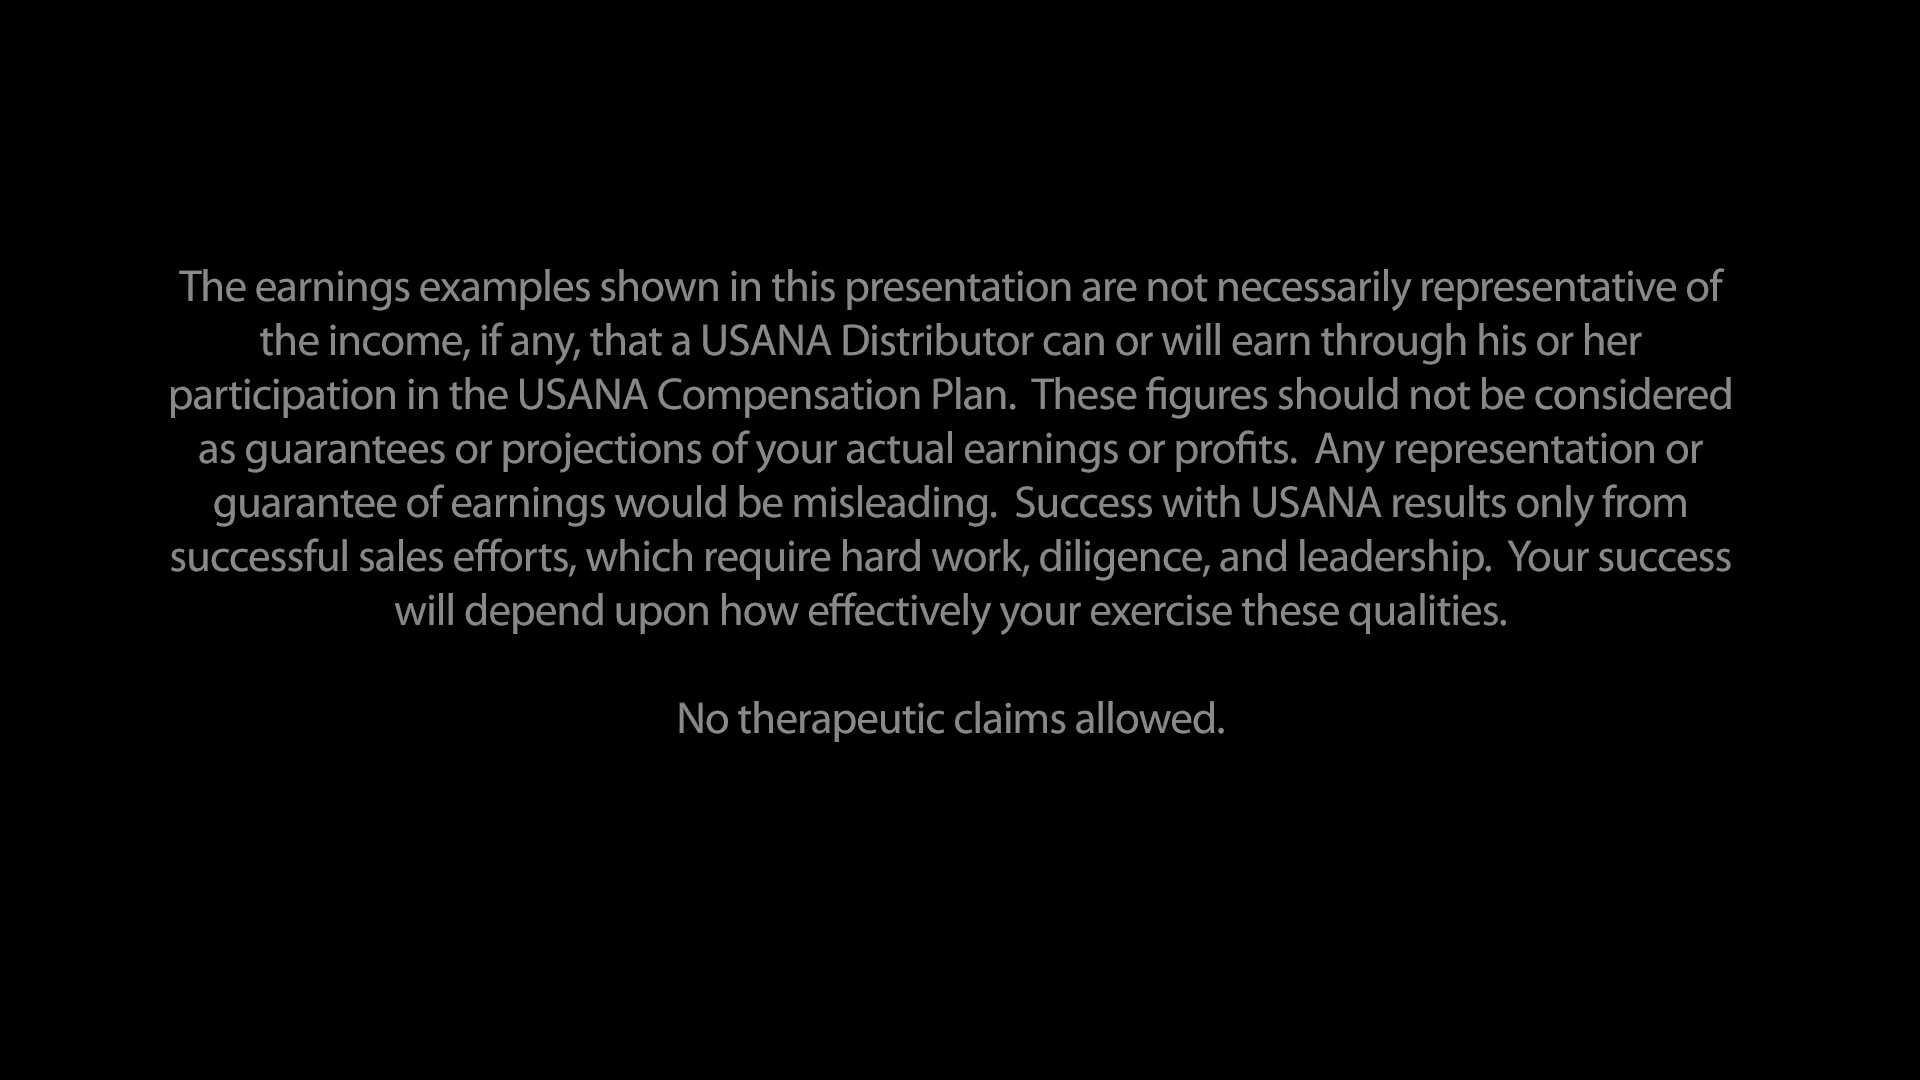 The earnings examples shown in this presentation are not necessarily representative of
the income, if any, that a USANA Distributor can or will earn through his or her
participation in the USANA Compensation Plan.  These figures should not be considered
as guarantees or projections of your actual earnings or profits.  Any representation or
guarantee of earnings would be misleading.  Success with USANA results only from
successful sales efforts, which require hard work, diligence, and leadership.  Your success
will depend upon how effectively your exercise these qualities.
No therapeutic claims allowed.